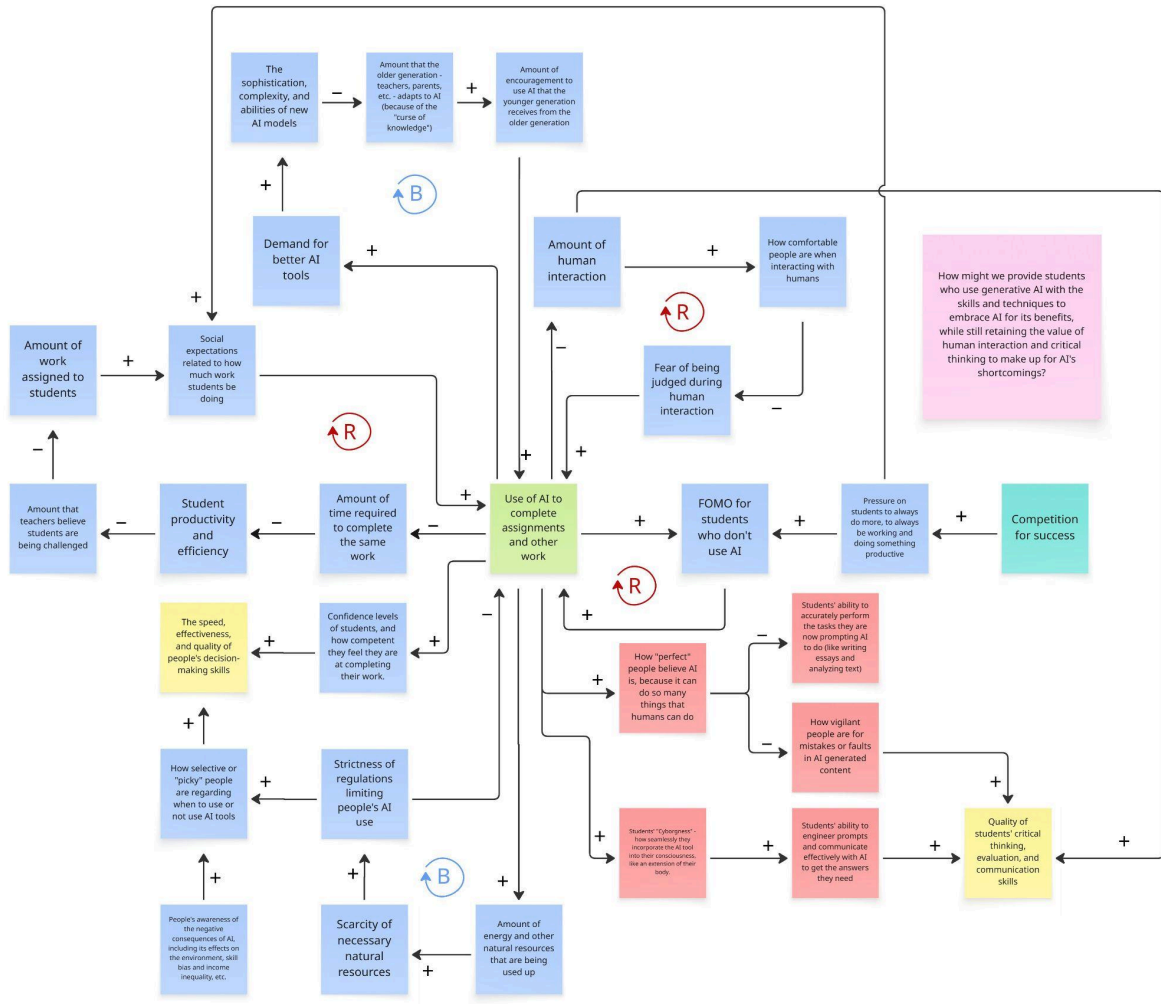 The
sophistication,
complexity, and
abilities of new
AI models
−
Amount that the
older generation -
teachers, parents,
etc. - adapts to AI
(because of the
"curse of
knowledge")
+
Amount of
encouragement to
use AI that the
younger generation
receives from the
older generation
+
B
Demand for
better AI
tools
+
Amount of
human
interaction
+
How comfortable
people are when
interacting with
humans
How might we provide students
who use generative AI with the
skills and techniques to
embrace AI for its benefits,
while still retaining the value of
human interaction and critical
thinking to make up for AI's
shortcomings?
+
R
Amount of
work
assigned to
students
+
Social
expectations
related to how
much work
students be
doing
−
Fear of being
judged during
human
interaction
−
R
−
+
+
+
Amount that
teachers believe
students are
being challenged
−
Student
productivity
and
efficiency
−
Amount of
time required
to complete
the same
work
−
Use of AI to
complete
assignments
and other
work
+
FOMO for
students
who don't
use AI
+
Pressure on
students to always
do more, to always
be working and
doing something
productive
+
Competition
for success
R
The speed,
effectiveness,
and quality of
people's decision-
making skills
+
Confidence levels
of students, and
how competent
they feel they are
at completing
their work.
+
−
+
Students' ability to
accurately perform
the tasks they are
now prompting AI
to do (like writing
essays and
analyzing text)
−
How "perfect"
people believe AI
is, because it can
do so many
things that
humans can do
+
How vigilant
people are for
mistakes or faults
in AI generated
content
−
+
How selective or
"picky" people
are regarding
when to use or
not use AI tools
+
Strictness of
regulations
limiting
people's AI
use
+
Students' "Cyborgness" -
how seamlessly they
incorporate the AI tool
into their consciousness,
like an extension of their
body.
+
Students' ability to
engineer prompts
and communicate
effectively with AI
to get the answers
they need
+
Quality of
students' critical
thinking,
evaluation, and
communication
skills
+
+
+
+
B
+
People's awareness of
the negative
consequences of AI,
including its effects on
the environment, skill
bias and income
inequality, etc.
Scarcity of
necessary
natural
resources
+
Amount of
energy and other
natural resources
that are being
used up